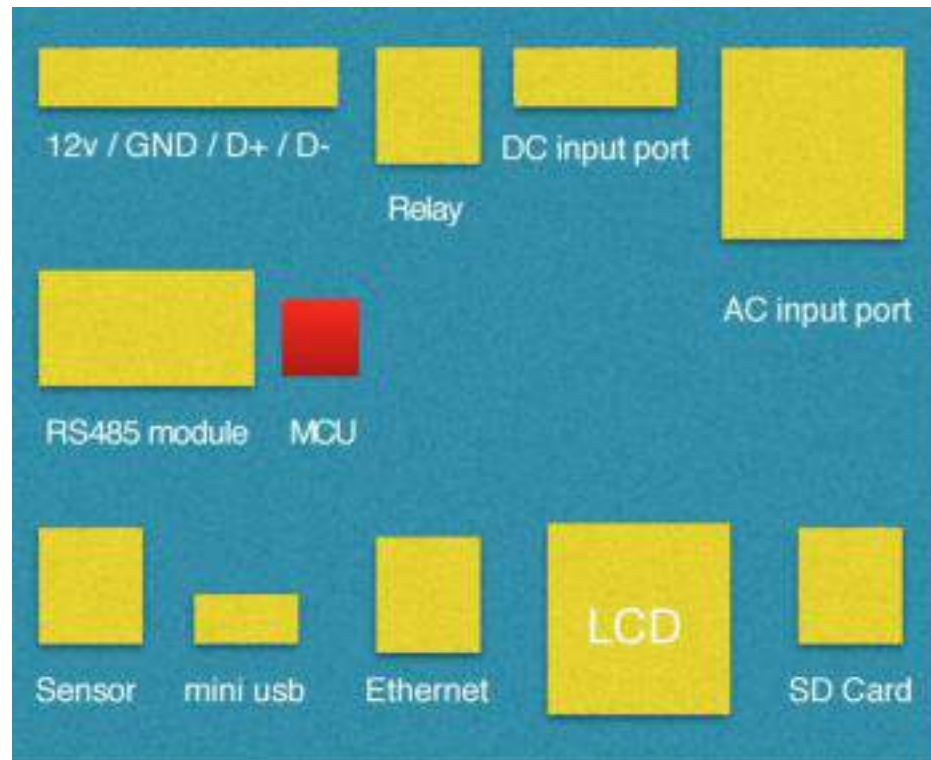 12v / GND / D+ / D-
DC input port
Relay
AC input port
RS485 module
MCU
LCD
Sensor
mini usb
Ethernet
SD Card